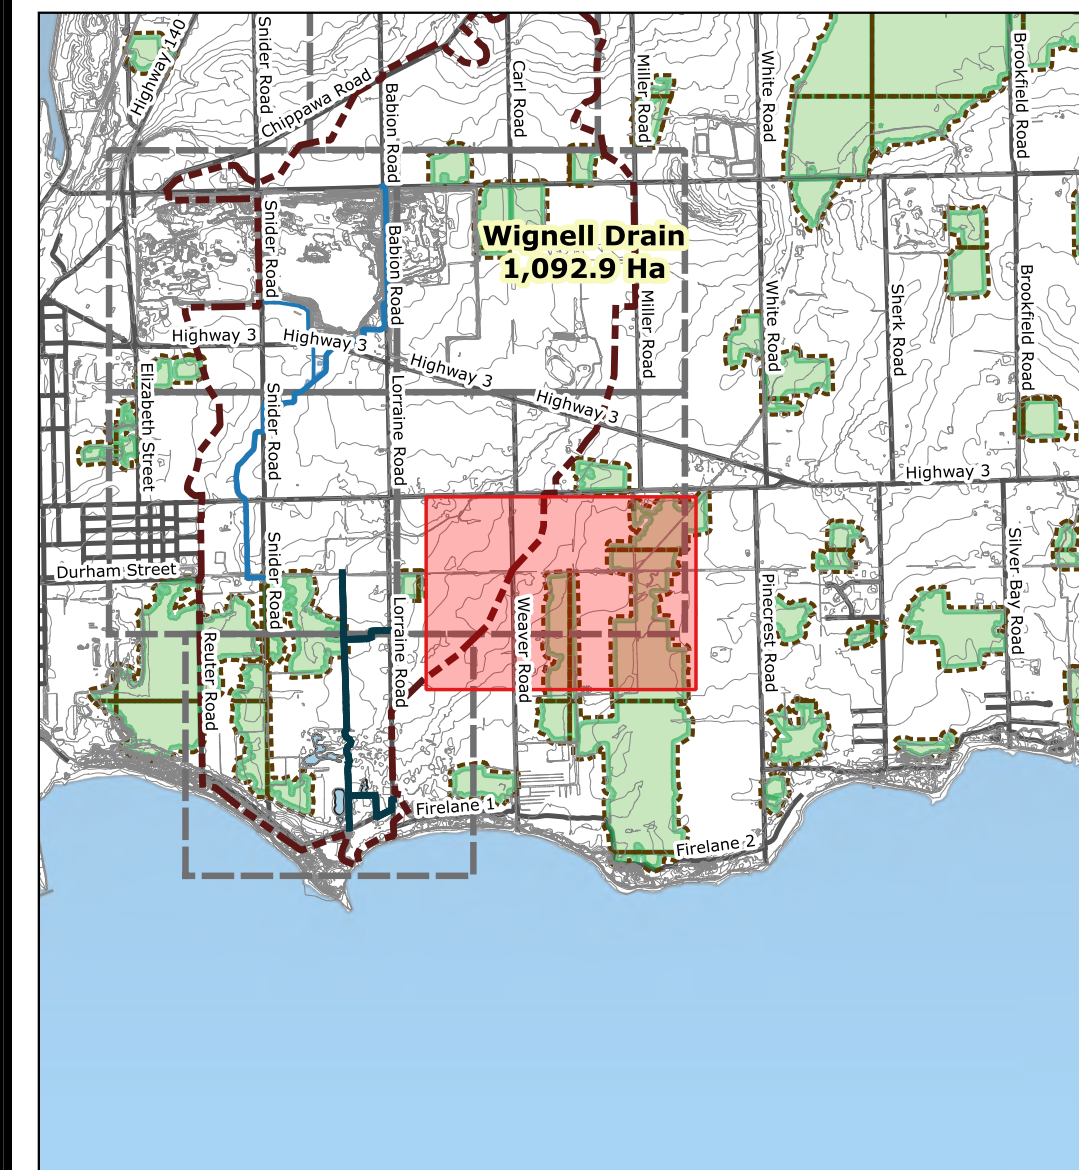 Highway 140
Snider Road
Chippawa Road
Babion Road
Carl Road
Miller Road
White Road
Brookfield Road
Snider Road
Babion Road
Wignell Drain
1,092.9 Ha
Miller Road
White Road
Sherk Road
Brookfield Road
Highway 3
Highway 3
Highway 3
Highway 3
Highway 3
Elizabeth Street
Snider Road
Lorraine Road
Durham Street
Snider Road
Reuter Road
Lorraine Road
Weaver Road
Pinecrest Road
Silver Bay Road
Firelane 1
Firelane 2